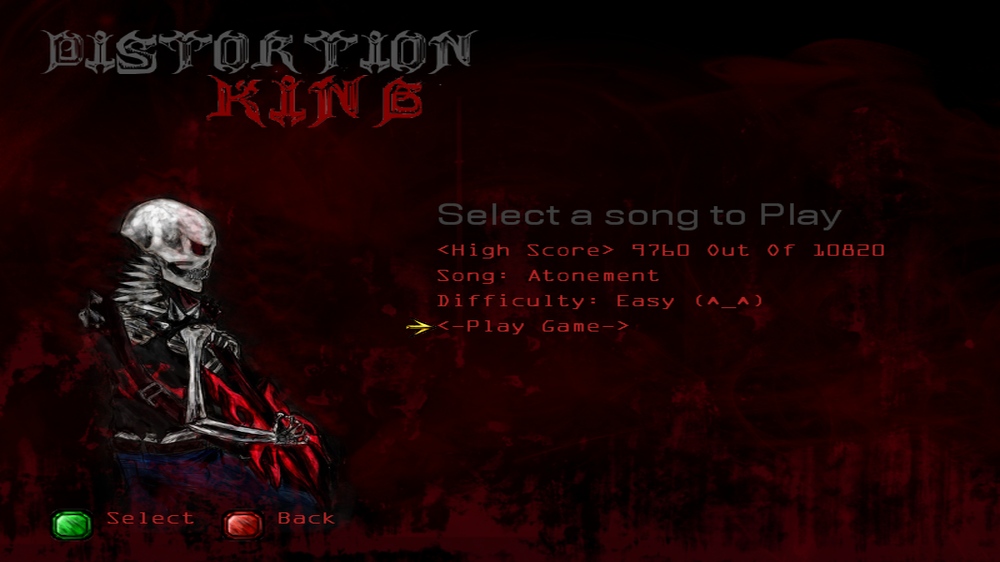 DISTORTION
KING
Select a song to Play
<High Score> 9760 Out Of 10820
Song: Atonement
Difficulty: Easy (^_^)
<-Play Game->
Select Back